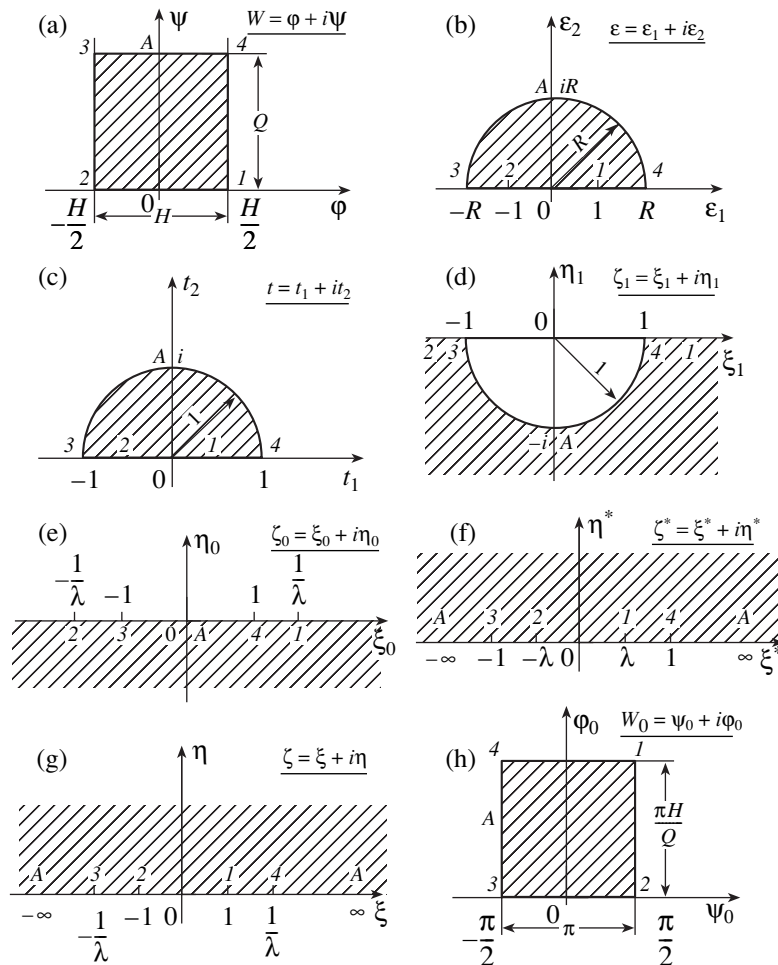 (a)
ψ
W = φ + iψ
3
A
4
Q
2
0
1
H
φ
−H/2
H/2
(b)
ε₂
ε = ε₁ + iε₂
A
iR
R
3
2
1
4
−R
−1
0
1
R
ε₁
(c)
t₂
t = t₁ + it₂
A
i
1
3
2
1
4
−1
0
1
t₁
(d)
η₁
ζ₁ = ξ₁ + iη₁
−1
0
1
2
3
4
1
ξ₁
1
−i
A
(e)
η₀
ζ₀ = ξ₀ + iη₀
−1/λ
−1
1
1/λ
2
3
0
A
4
1
ξ₀
(f)
η*
ζ* = ξ* + iη*
A
3
2
1
4
A
−∞
−1
−λ
0
λ
1
∞
ξ*
(g)
η
ζ = ξ + iη
A
3
2
1
4
A
−∞
−1/λ
−1
0
1
1/λ
∞
ξ
(h)
φ₀
W₀ = ψ₀ + iφ₀
4
1
A
πH/Q
3
2
0
π
ψ₀
−π/2
π/2